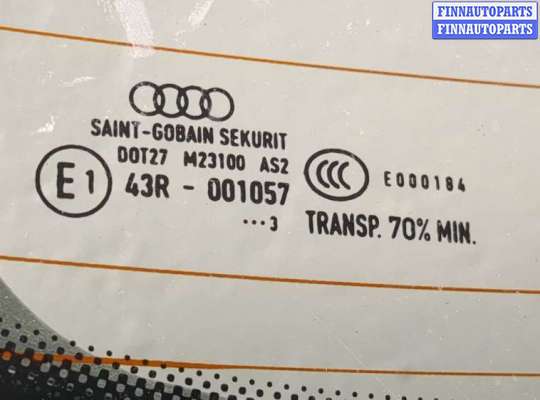 FINNAUTOPARTS
FINNAUTOPARTS
SAINT-GOBAIN SEKURIT
DOT27 M23100 AS2
E1 43R - 001057
CCC E000184
...3
TRANSP. 70% MIN.